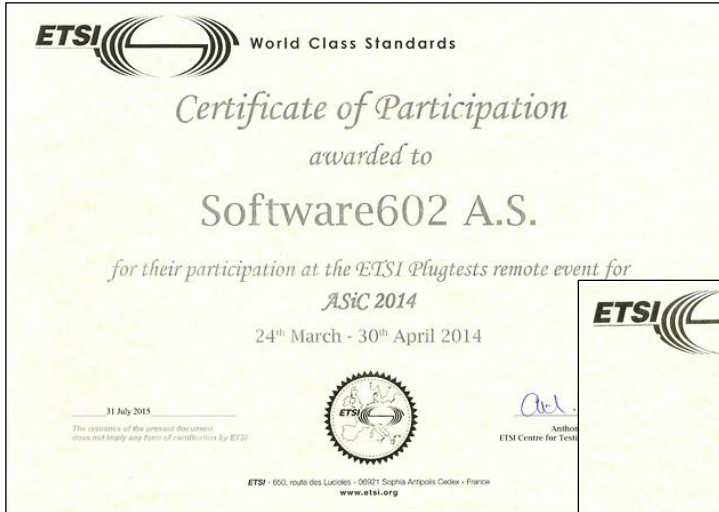 ETSI World Class Standards
Certificate of Participation
awarded to
Software602 A.S.
for their participation at the ETSI Plugtests remote event for
ASiC 2014
24th March - 30th April 2014
31 July 2015
The issuance of the present document
does not imply any form of certification by ETSI
ETSI
ETSI Centre for
ETSI - 650, route des Lucioles - 06921 Sophia Antipolis Cedex - France
www.etsi.org
ETSI